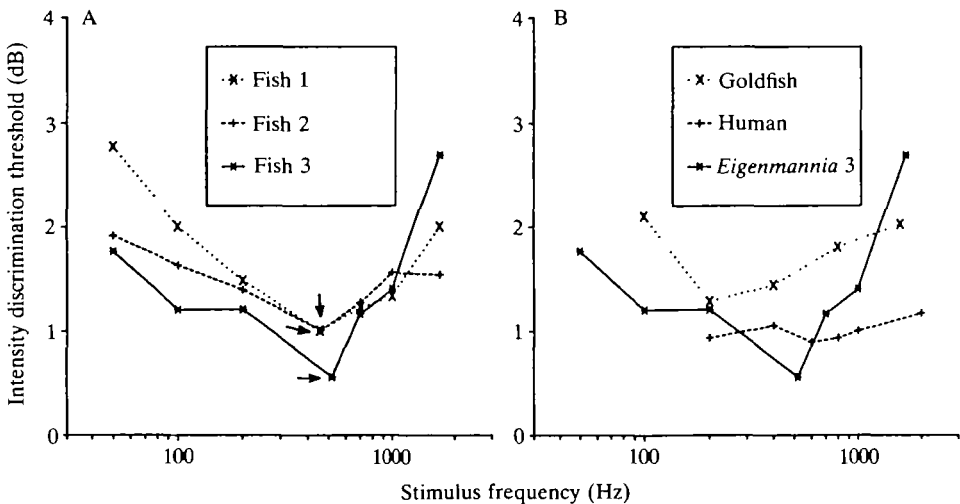 Intensity discrimination threshold (dB)
A
4
3
2
1
0
Fish 1
Fish 2
Fish 3
100
1000
B
4
3
2
1
0
Goldfish
Human
Eigenmannia 3
100
1000
Stimulus frequency (Hz)